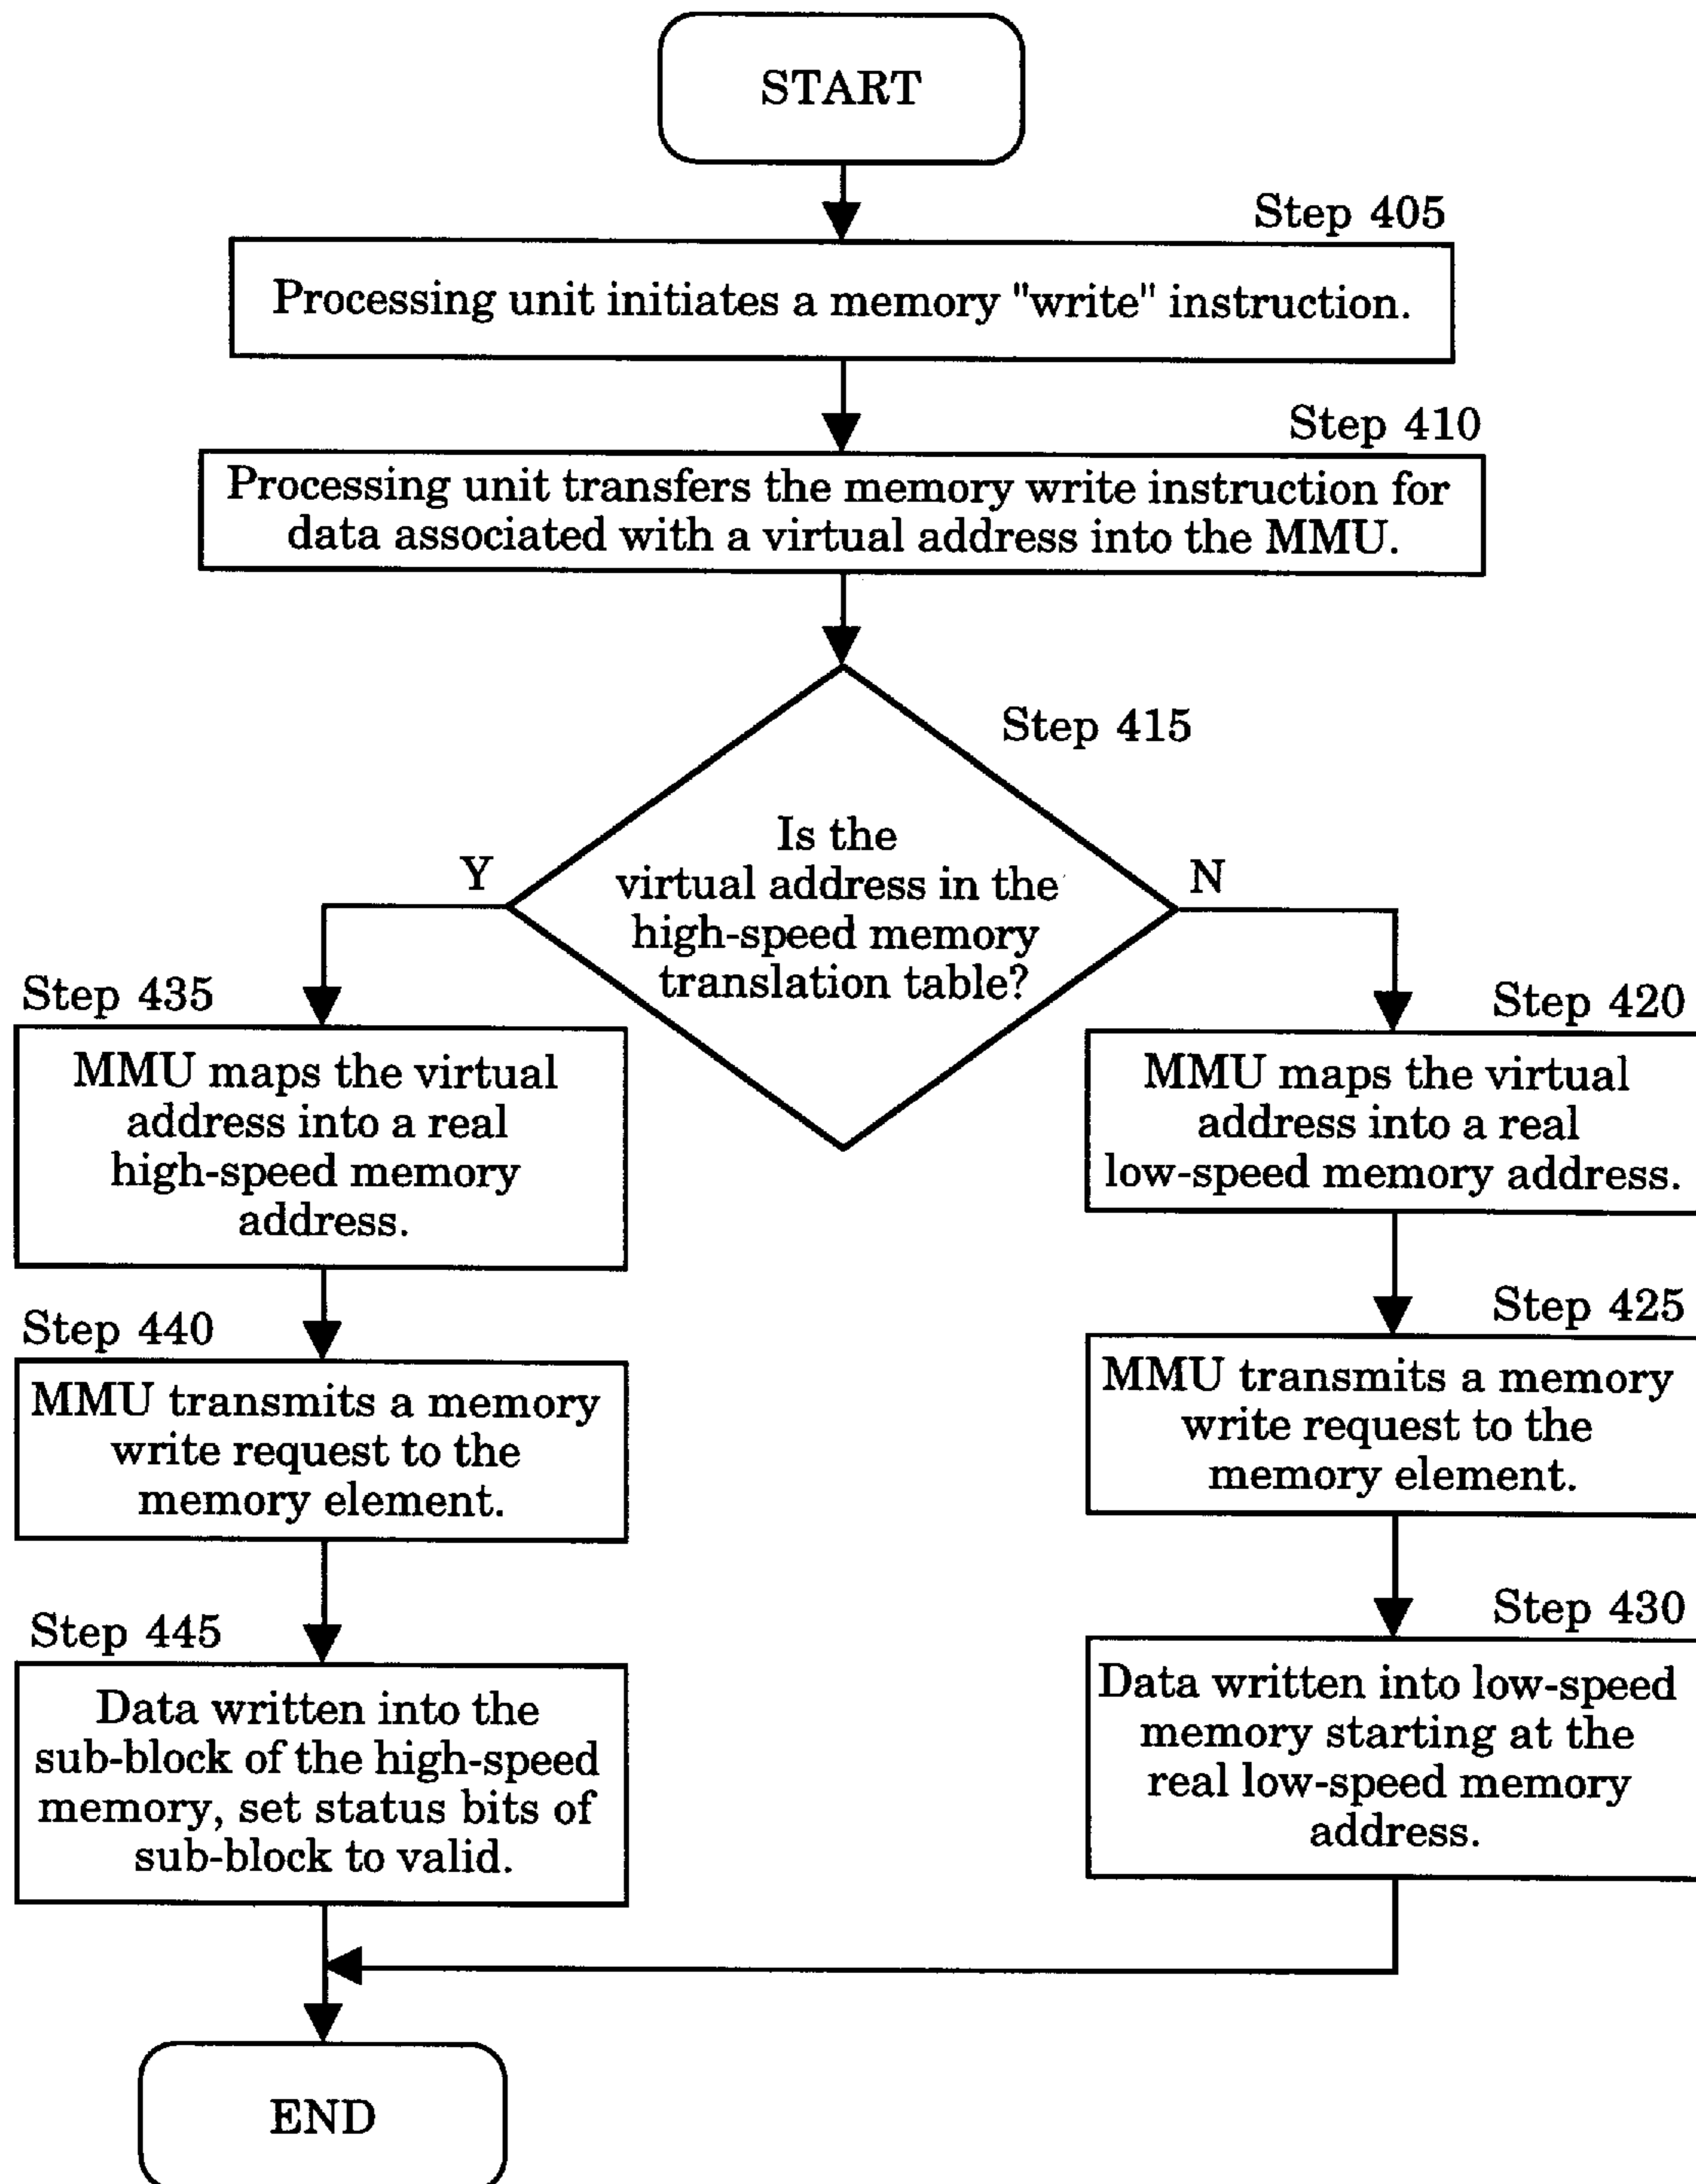 START
Step 405
Processing unit initiates a memory "write" instruction.
Step 410
Processing unit transfers the memory write instruction for
data associated with a virtual address into the MMU.
Step 415
Is the
virtual address in the
high-speed memory
translation table?
Y
N
Step 435
MMU maps the virtual
address into a real
high-speed memory
address.
Step 440
MMU transmits a memory
write request to the
memory element.
Step 445
Data written into the
sub-block of the high-speed
memory, set status bits of
sub-block to valid.
Step 420
MMU maps the virtual
address into a real
low-speed memory address.
Step 425
MMU transmits a memory
write request to the
memory element.
Step 430
Data written into low-speed
memory starting at the
real low-speed memory
address.
END